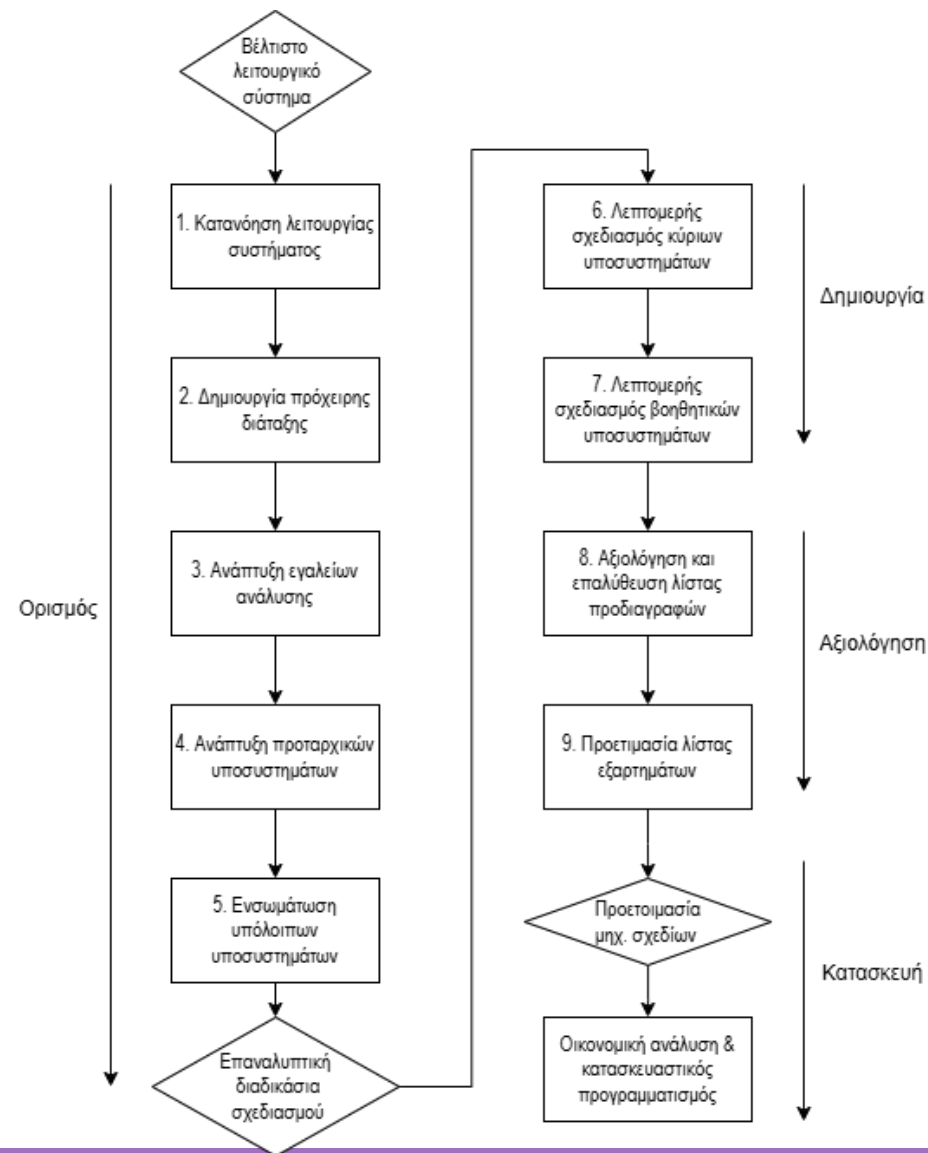 Βέλτιστο
λειτουργικό
σύστημα
1. Κατανόηση λειτουργίας
συστήματος
2. Δημιουργία πρόχειρης
διάταξης
3. Ανάπτυξη εγαλείων
ανάλυσης
4. Ανάπτυξη προταρχικών
υποσυστημάτων
5. Ενσωμάτωση
υπόλοιπων
υποσυστημάτων
Επαναλυπτική
διαδικάσια
σχεδιασμού
Ορισμός
6. Λεπτομερής
σχεδιασμός κύριων
υποσυστημάτων
7. Λεπτομερής
σχεδιασμός βοηθητικών
υποσυστημάτων
Δημιουργία
8. Αξιολόγηση και
επαλύθευση λίστας
προδιαγραφών
9. Προετιμασία λίστας
εξαρτημάτων
Αξιολόγηση
Προετοιμασία
μηχ. σχεδίων
Οικονομική ανάλυση &
κατασκευαστικός
προγραμματισμός
Κατασκευή